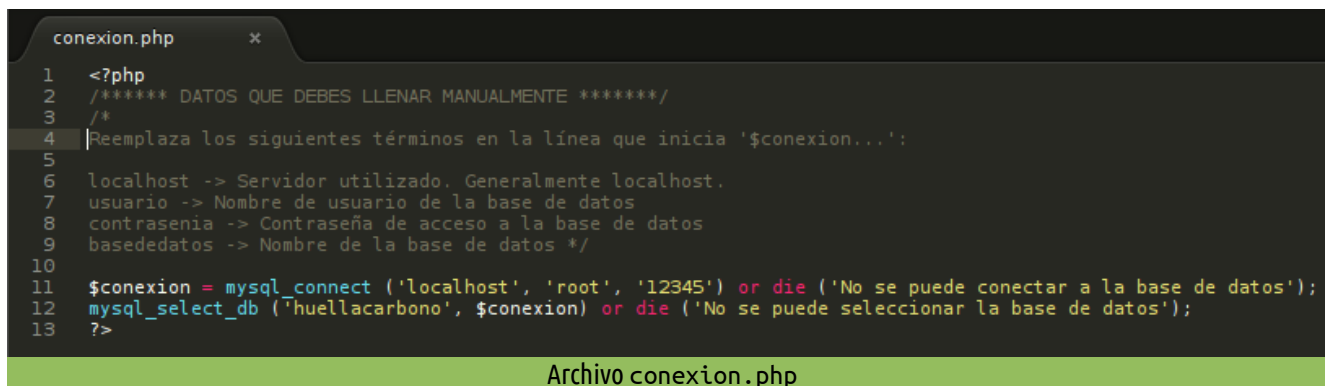 conexion.php ×
1 <?php
2 /****** DATOS QUE DEBES LLENAR MANUALMENTE *******/
3 /*
4 Reemplaza los siguientes términos en la línea que inicia '$conexion...':
5
6 localhost -> Servidor utilizado. Generalmente localhost.
7 usuario -> Nombre de usuario de la base de datos
8 contrasenia -> Contraseña de acceso a la base de datos
9 basededatos -> Nombre de la base de datos */
10
11 $conexion = mysql_connect ('localhost', 'root', '12345') or die ('No se puede conectar a la base de datos');
12 mysql_select_db ('huellacarbono', $conexion) or die ('No se puede seleccionar la base de datos');
13 ?>
Archivo conexion.php